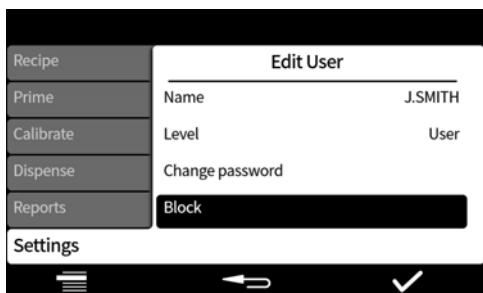 Recipe
Prime
Calibrate
Dispense
Reports
Settings
Edit User
Name J.SMITH
Level User
Change password
Block